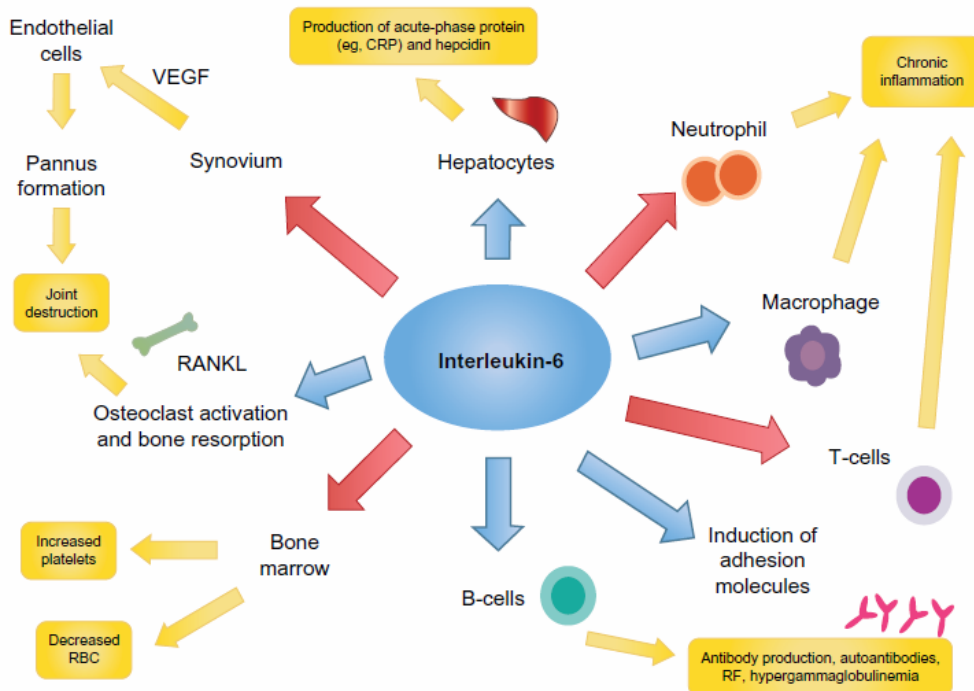 Endothelial
cells
VEGF
Production of acute-phase protein
(eg, CRP) and hepcidin
Chronic
inflammation
Neutrophil
Pannus
formation
Synovium
Hepatocytes
Joint
destruction
Macrophage
RANKL
Interleukin-6
Osteoclast activation
and bone resorption
T-cells
Increased
platelets
Bone
marrow
Induction of
adhesion
molecules
B-cells
Decreased
RBC
Antibody production, autoantibodies,
RF, hypergammaglobulinemia